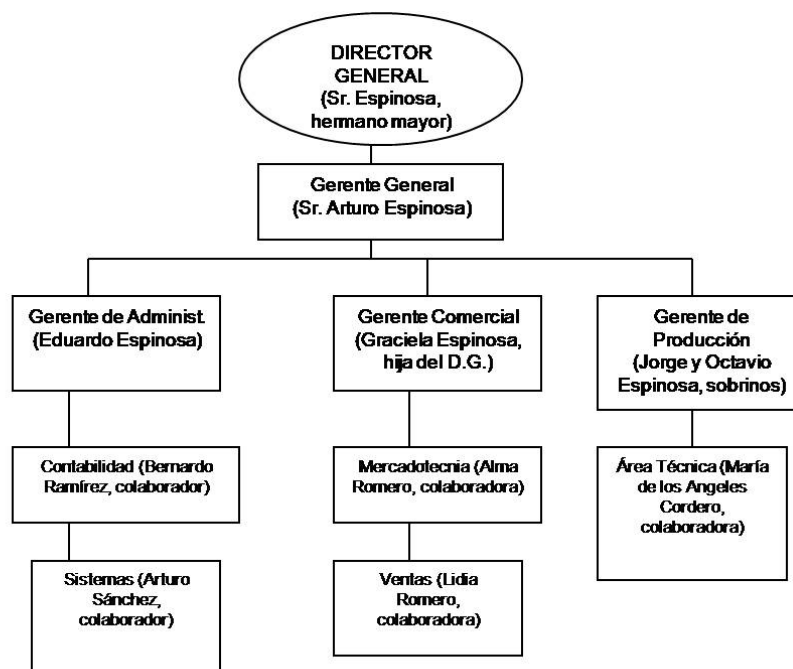 DIRECTOR
GENERAL
(Sr. Espinosa,
hermano mayor)
Gerente General
(Sr. Arturo Espinosa)
Gerente de Administ.
(Eduardo Espinosa)
Gerente Comercial
(Graciela Espinosa,
hija del D.G.)
Gerente de
Producción
(Jorge y Octavio
Espinosa, sobrinos)
Contabilidad (Bernardo
Ramírez, colaborador)
Mercadotecnia (Alma
Romero, colaboradora)
Área Técnica (María
de los Angeles
Cordero,
colaboradora)
Sistemas (Arturo
Sánchez,
colaborador)
Ventas (Lidia
Romero,
colaboradora)